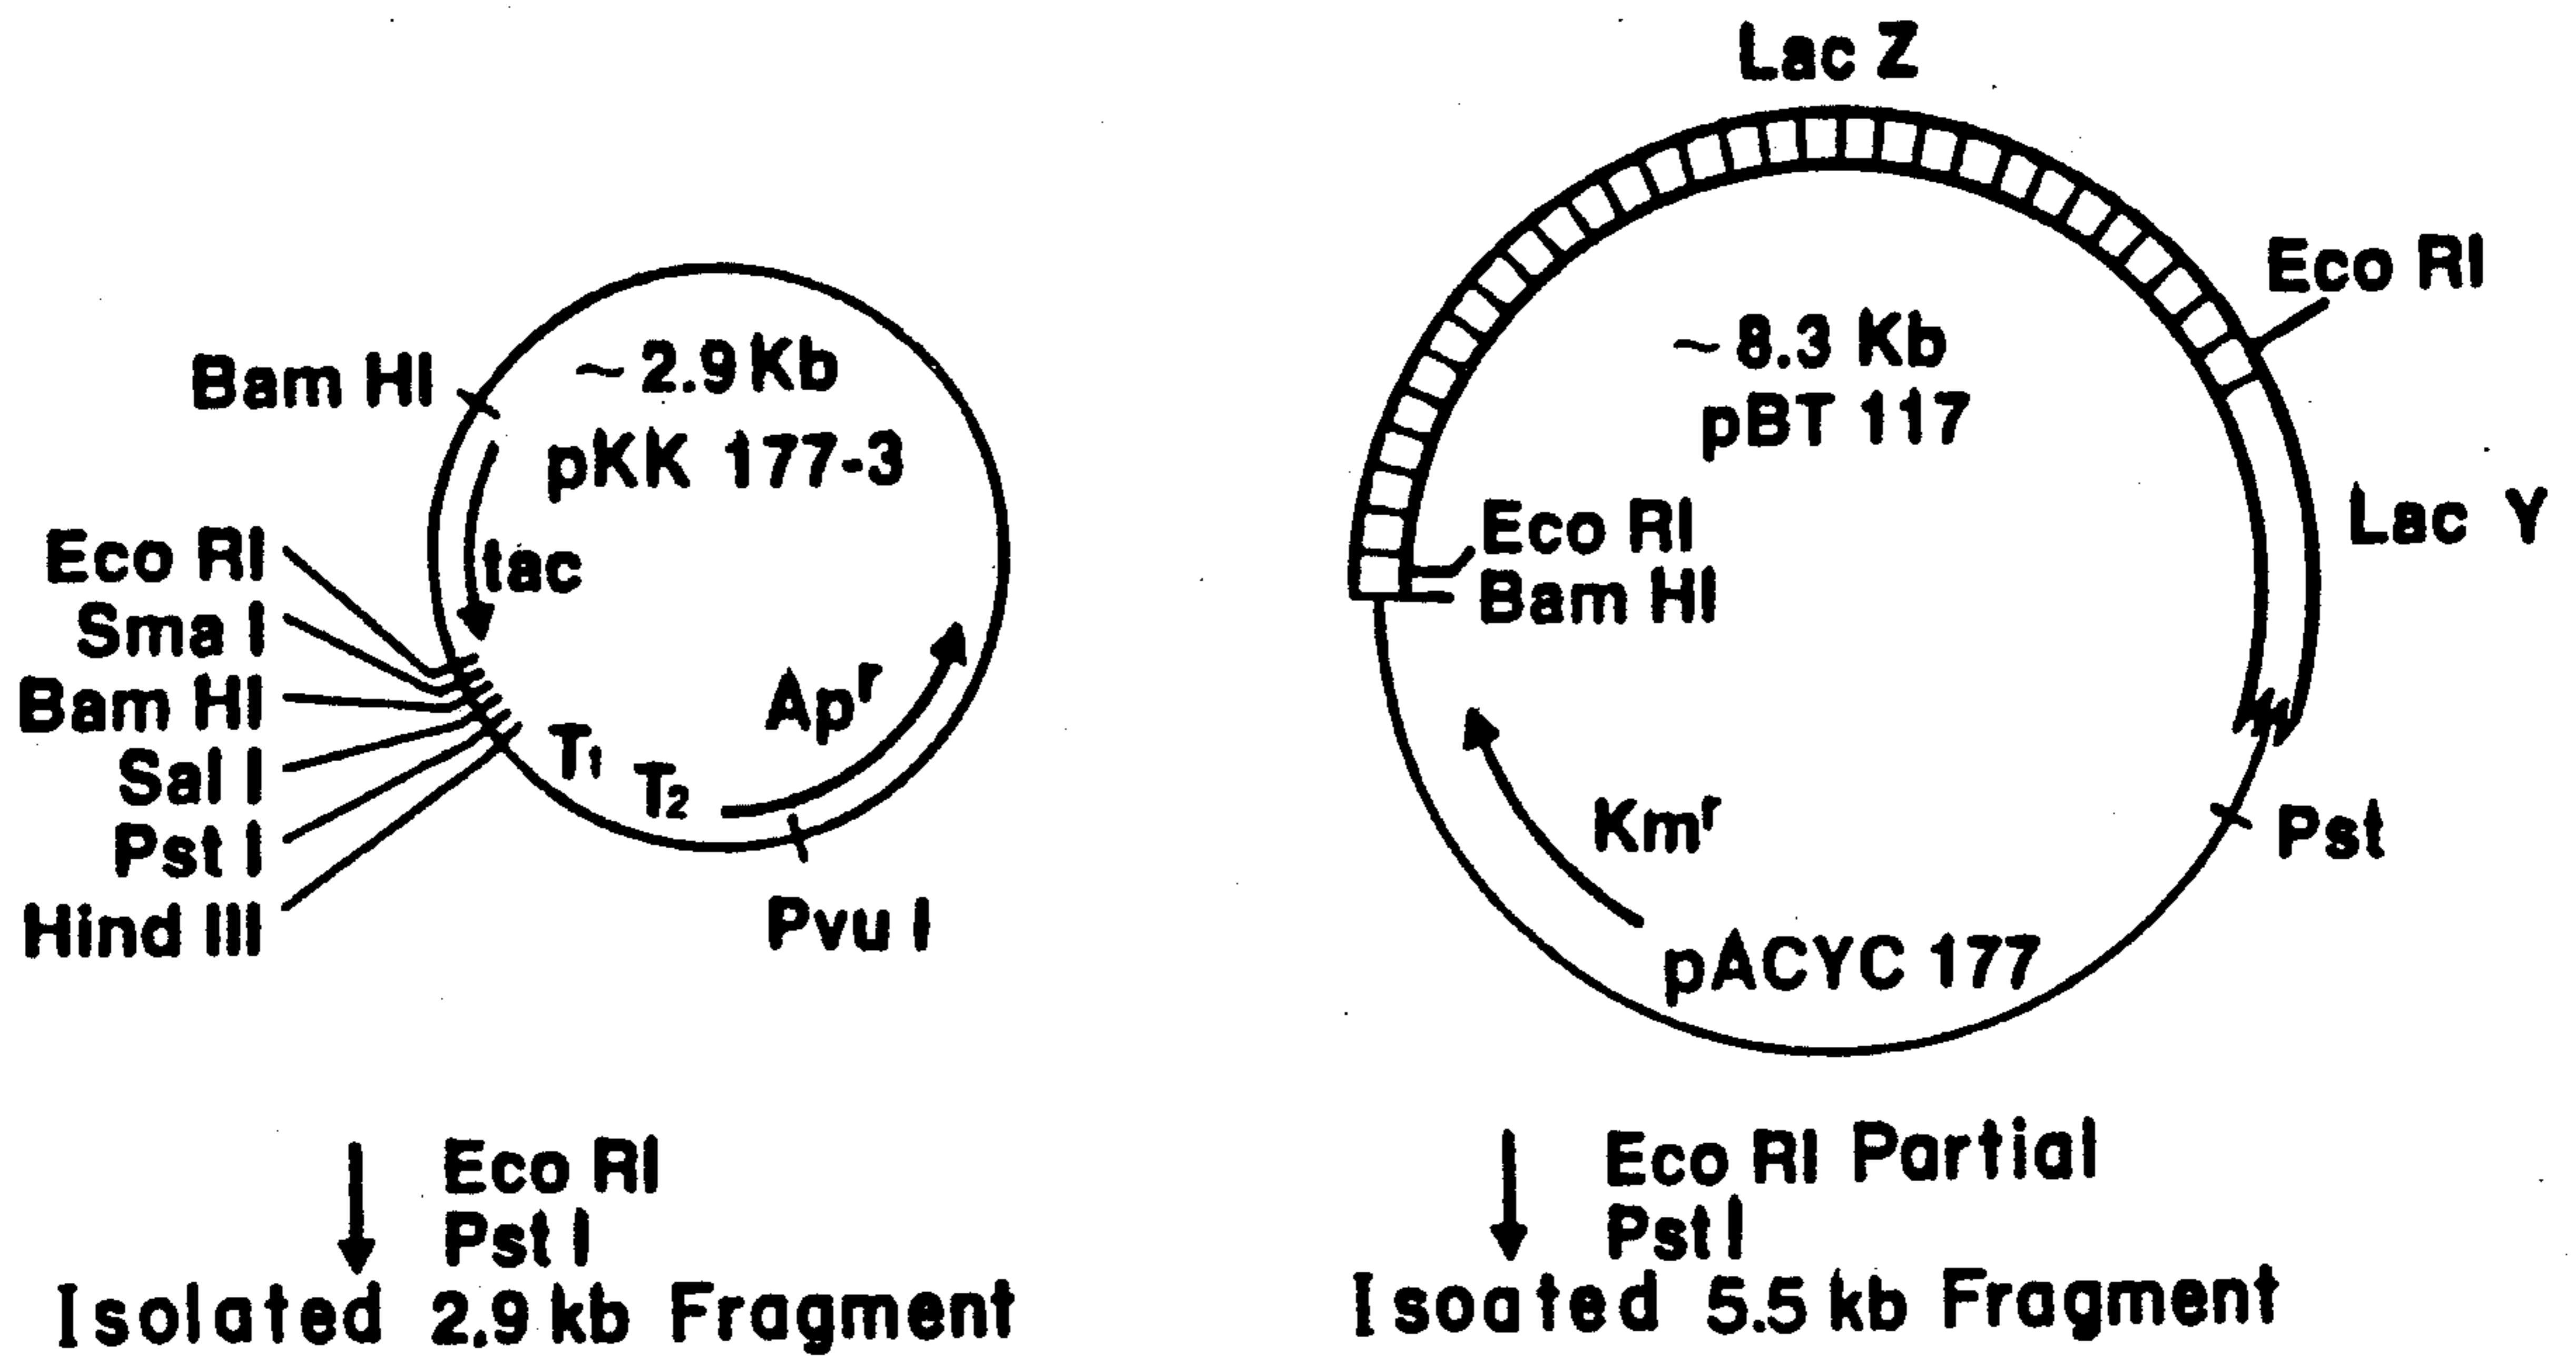 ~2.9 Kb
pKK 177-3
Bam HI
tac
Eco RI
Sma I
Bam HI
Sal I
Pst I
Hind III
T1
T2
Apr
Pvu I
Eco RI
Pst I
Isolated 2.9 kb Fragment
Lac Z
Eco RI
~8.3 Kb
pBT 117
Lac Y
Eco RI
Bam HI
Kmr
Pst
pACYC 177
Eco RI Partial
Pst I
Isoated 5.5 kb Fragment